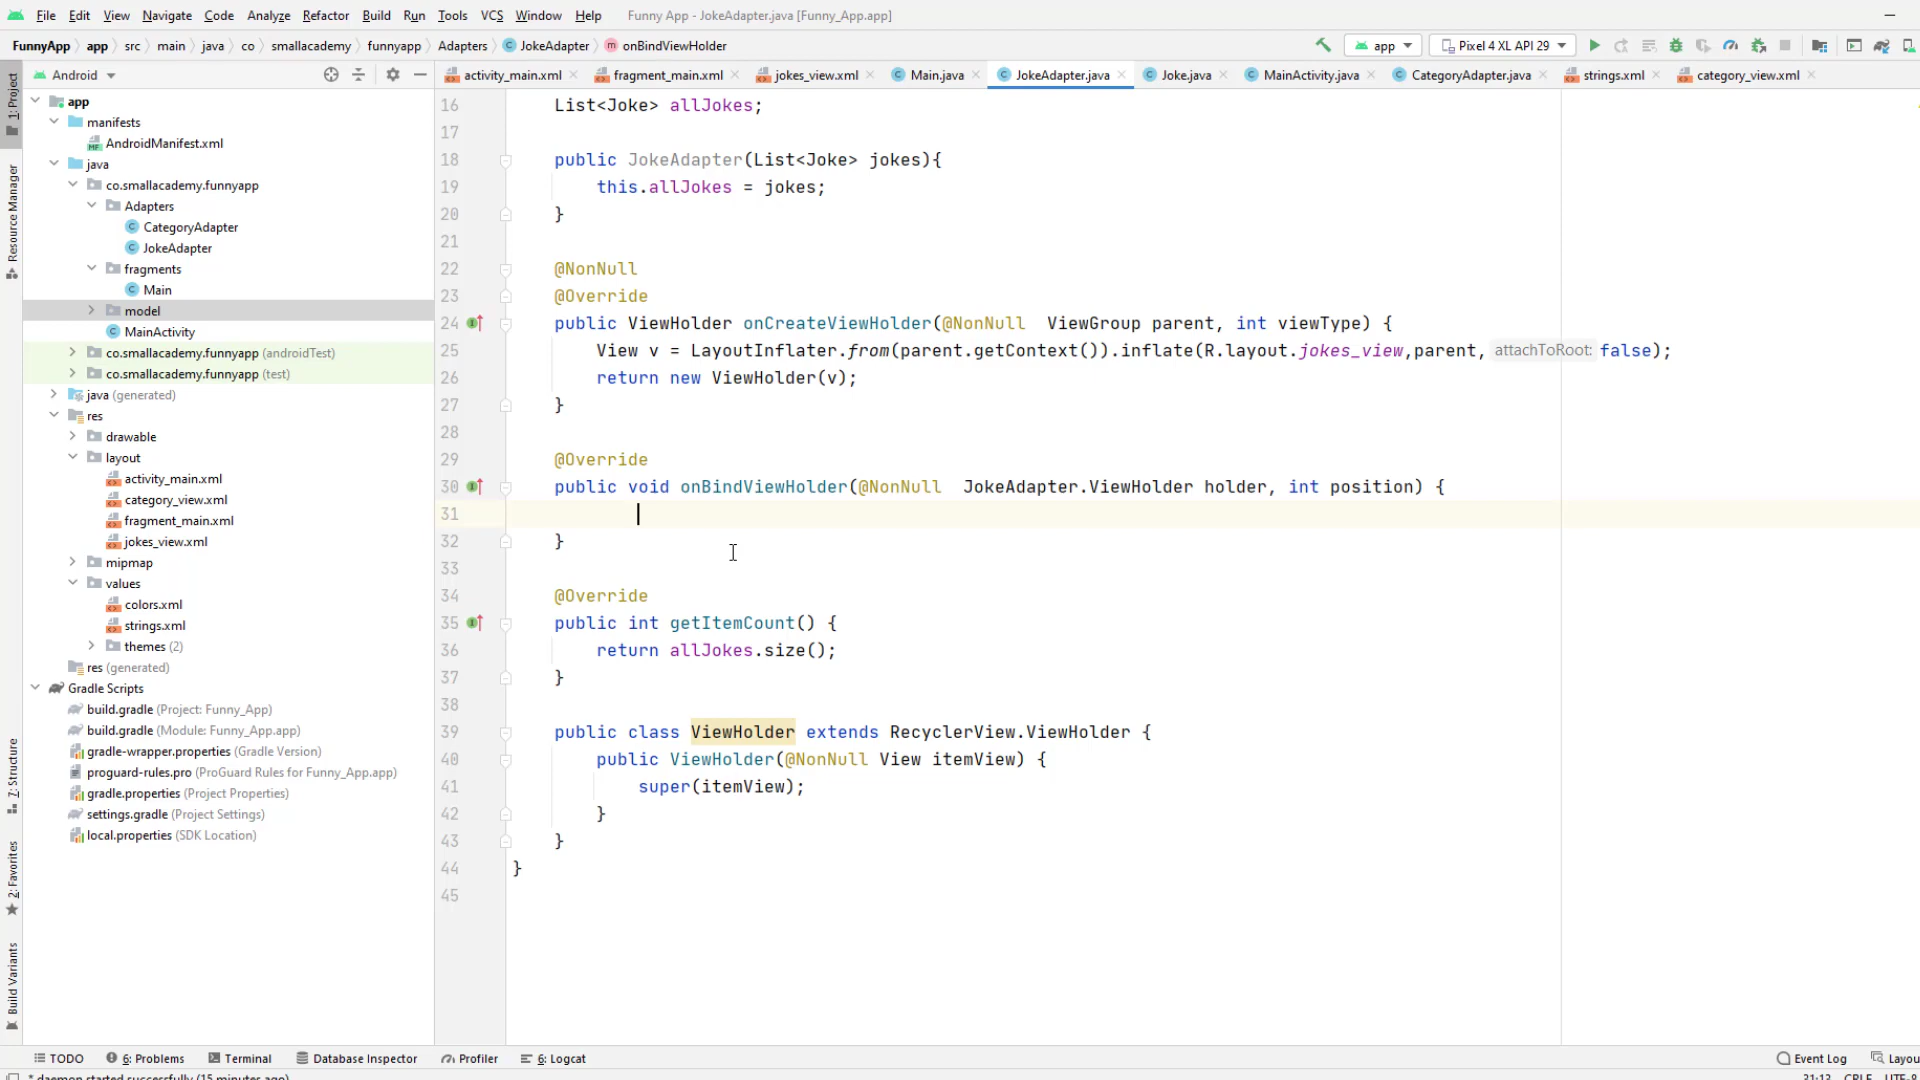 File Edit View Navigate Code Analyze Refactor Build Run Tools VCS Window Help Funny App - JokeAdapter.java [Funny_App.app]
FunnyApp app src main java co smallacademy funnyapp Adapters JokeAdapter onBindViewHolder app Pixel 4 XL API 29
Android activity_main.xml fragment_main.xml jokes_view.xml Main.java JokeAdapter.java Joke.java MainActivity.java CategoryAdapter.java strings.xml category_view.xml
1: Project
Resource Manager
7: Structure
2: Favorites
Build Variants
app
manifests
AndroidManifest.xml
java
co.smallacademy.funnyapp
Adapters
CategoryAdapter
JokeAdapter
fragments
Main
model
MainActivity
co.smallacademy.funnyapp (androidTest)
co.smallacademy.funnyapp (test)
java (generated)
res
drawable
layout
activity_main.xml
category_view.xml
fragment_main.xml
jokes_view.xml
mipmap
values
colors.xml
strings.xml
themes (2)
res (generated)
Gradle Scripts
build.gradle (Project: Funny_App)
build.gradle (Module: Funny_App.app)
gradle-wrapper.properties (Gradle Version)
proguard-rules.pro (ProGuard Rules for Funny_App.app)
gradle.properties (Project Properties)
settings.gradle (Project Settings)
local.properties (SDK Location)
16 List<Joke> allJokes;
17
18 public JokeAdapter(List<Joke> jokes){
19 this.allJokes = jokes;
20 }
21
22 @NonNull
23 @Override
24 public ViewHolder onCreateViewHolder(@NonNull ViewGroup parent, int viewType) {
25 View v = LayoutInflater.from(parent.getContext()).inflate(R.layout.jokes_view,parent, attachToRoot: false);
26 return new ViewHolder(v);
27 }
28
29 @Override
30 public void onBindViewHolder(@NonNull JokeAdapter.ViewHolder holder, int position) {
31
32 }
33
34 @Override
35 public int getItemCount() {
36 return allJokes.size();
37 }
38
39 public class ViewHolder extends RecyclerView.ViewHolder {
40 public ViewHolder(@NonNull View itemView) {
41 super(itemView);
42 }
43 }
44 }
45
TODO 6: Problems Terminal Database Inspector Profiler 6: Logcat Event Log Layou
* daemon started successfully (15 minutes ago) 31:13 CRLF UTF-8